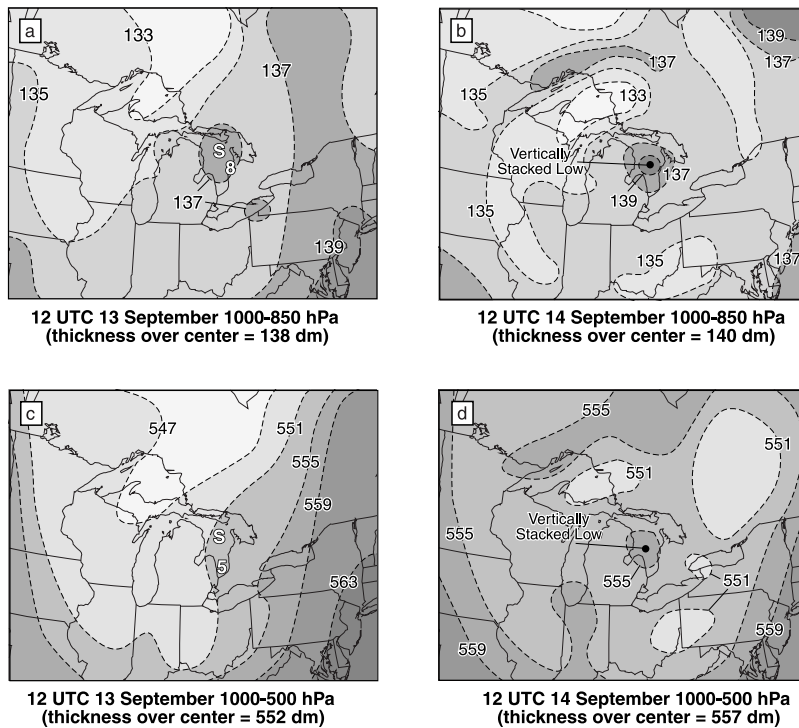 a
133
137
135
S
8
137
139
12 UTC 13 September 1000-850 hPa
(thickness over center = 138 dm)
b
139
137
137
135
133
Vertically
Stacked Low
137
139
135
135
137
12 UTC 14 September 1000-850 hPa
(thickness over center = 140 dm)
c
547
551
555
559
S
5
563
12 UTC 13 September 1000-500 hPa
(thickness over center = 552 dm)
d
555
551
551
Vertically
Stacked Low
555
555
551
559
559
12 UTC 14 September 1000-500 hPa
(thickness over center = 557 dm)